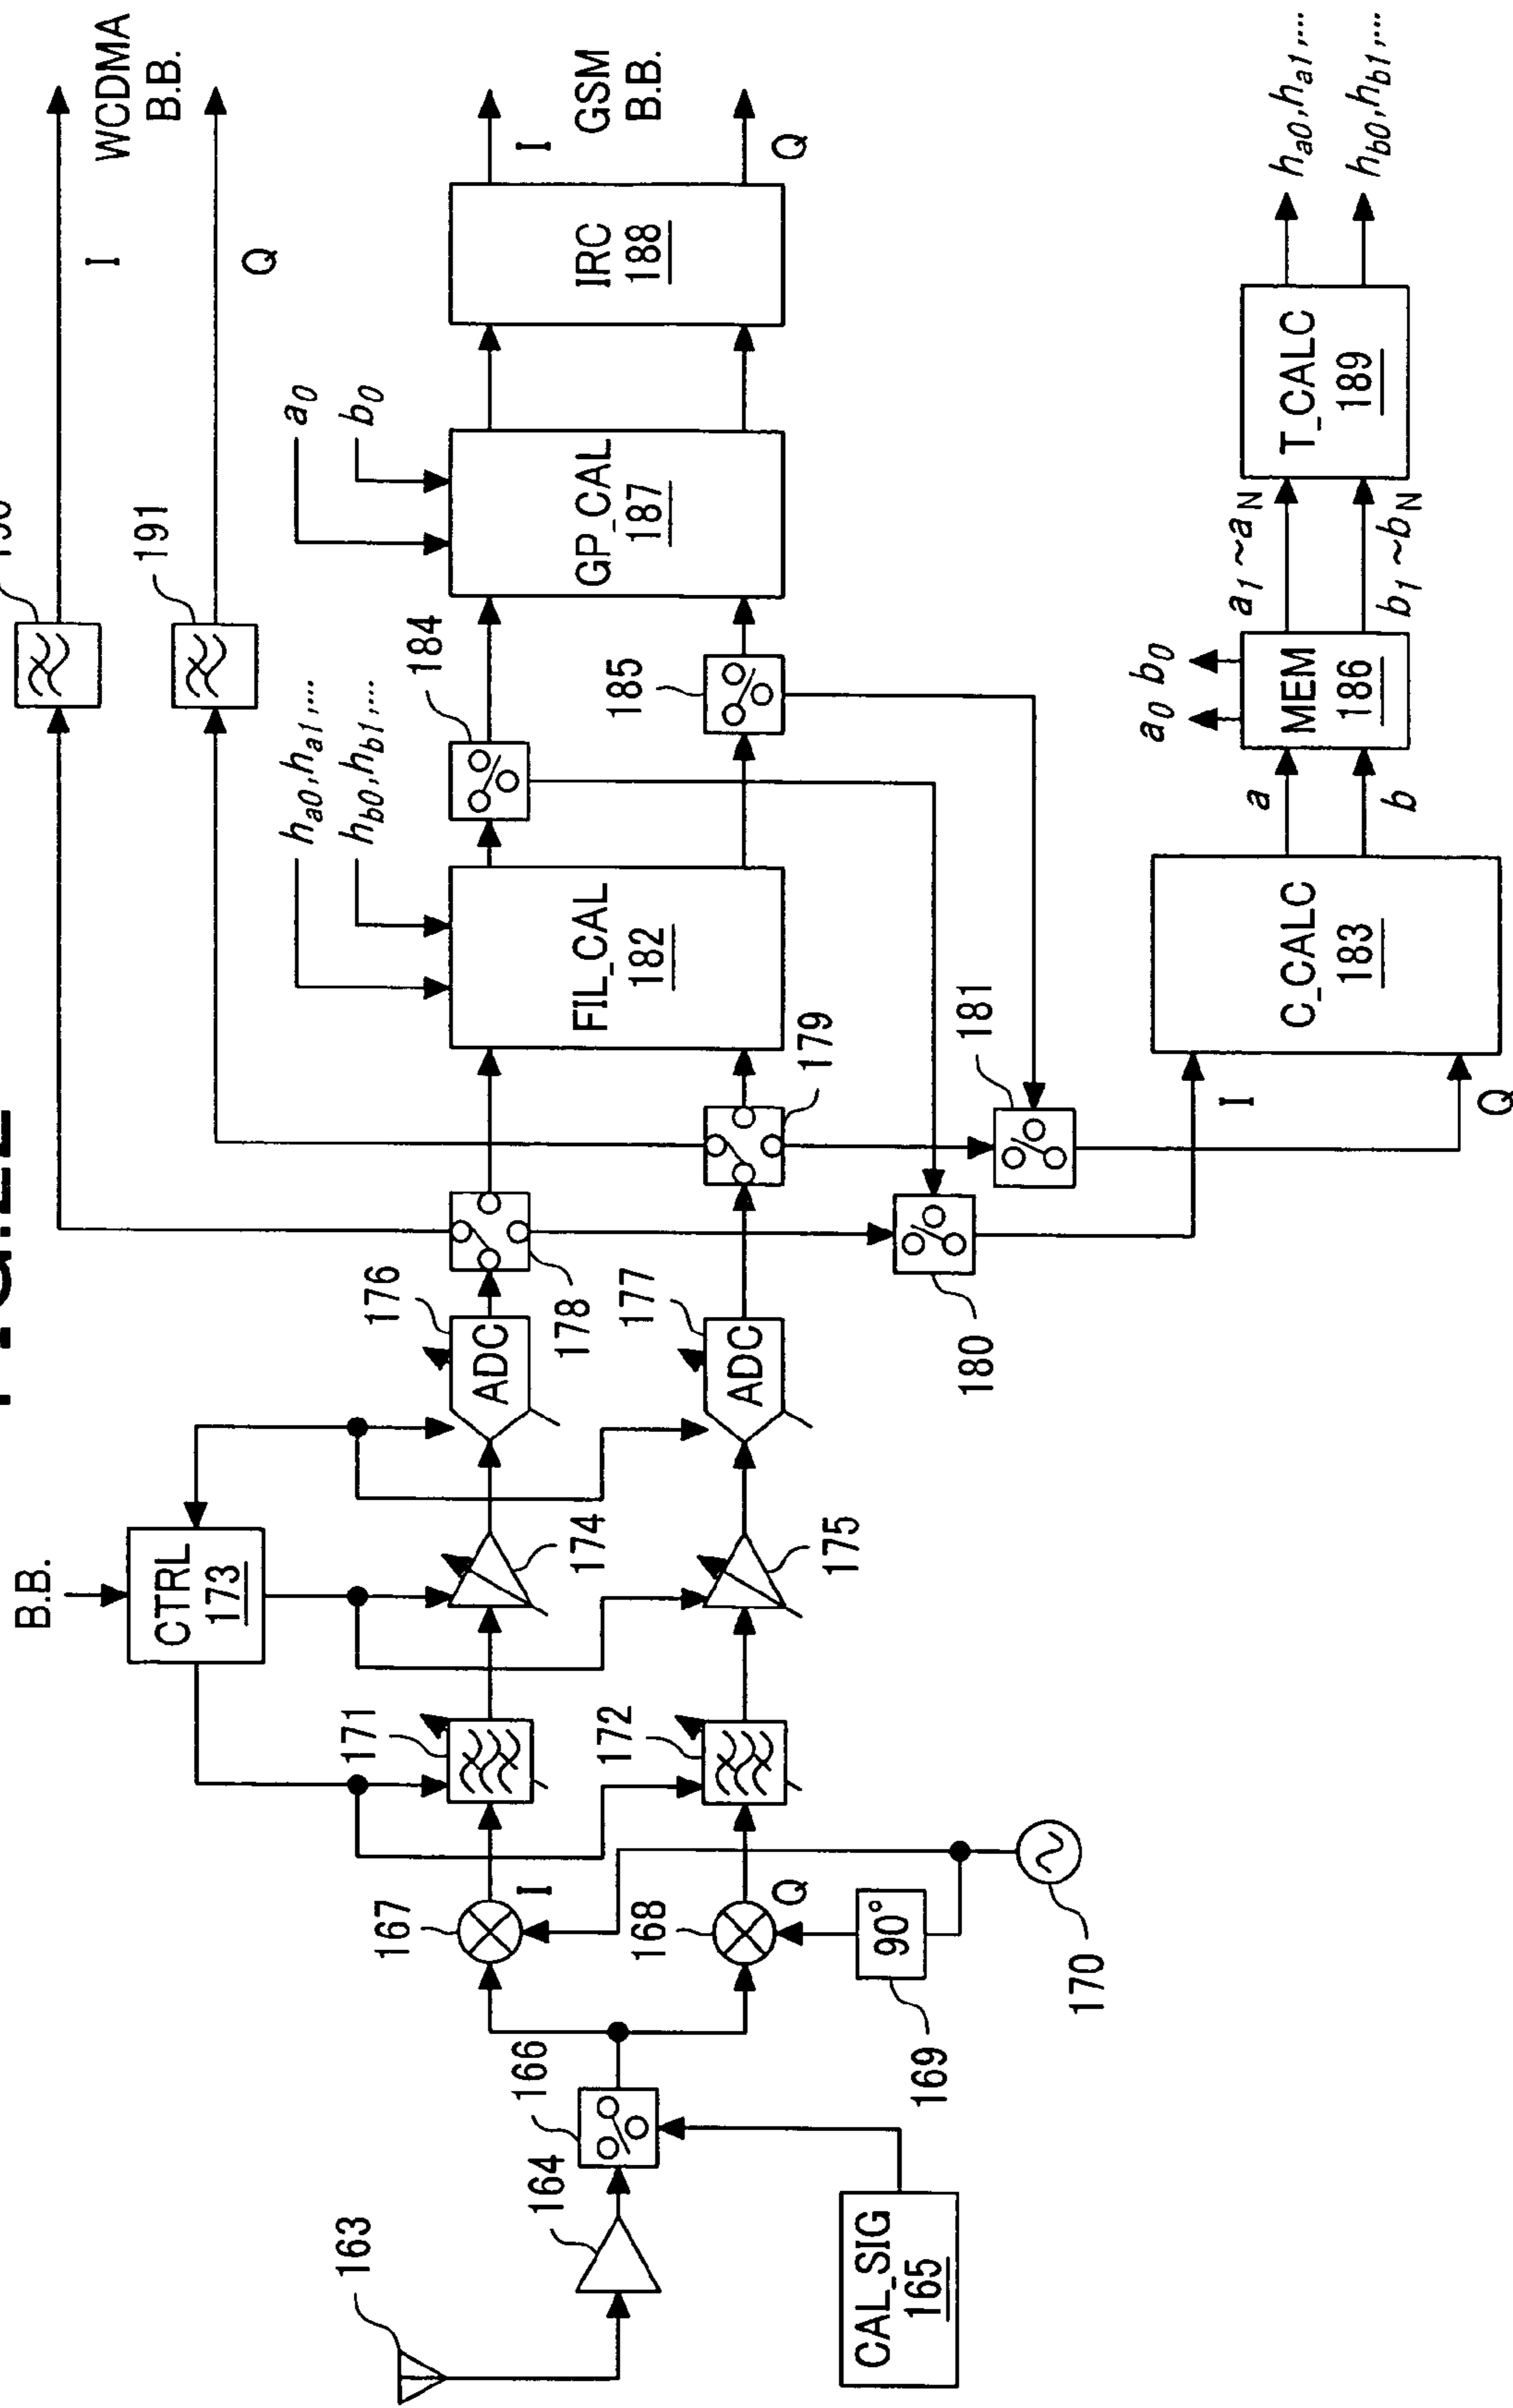 WCDMA
B.B.
I
Q
191
B.B.
CTRL
173
h_a0,h_a1,...
h_b0,h_b1,...
a_0
b_0
163
164
166
167
I
168
Q
90°
169
170
CAL_SIG
165
171
172
174
175
ADC
176
ADC
177
178
179
180
181
FIL_CAL
182
184
185
GP_CAL
187
IRC
188
I
GSM
B.B.
Q
I
Q
C_CALC
183
a
b
MEM
186
a_0 b_0
a_1~a_N
b_1~b_N
T_CALC
189
h_a0,h_a1,...
h_b0,h_b1,...